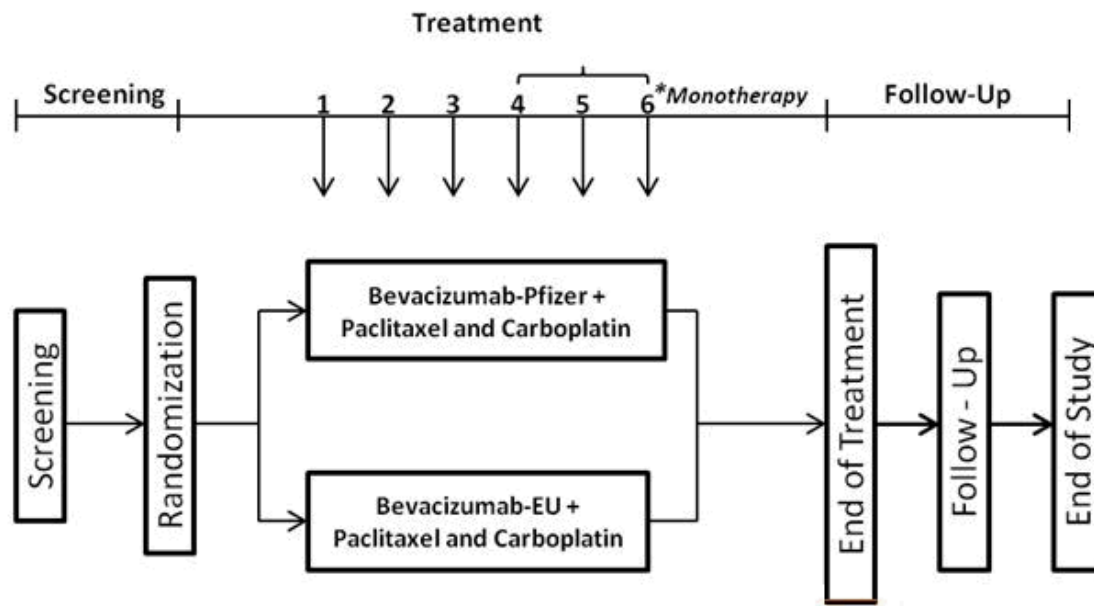 Treatment
Screening
1 2 3 4 5 6 *Monotherapy
Follow-Up
Screening
Randomization
Bevacizumab-Pfizer +
Paclitaxel and Carboplatin
Bevacizumab-EU +
Paclitaxel and Carboplatin
End of Treatment
Follow - Up
End of Study